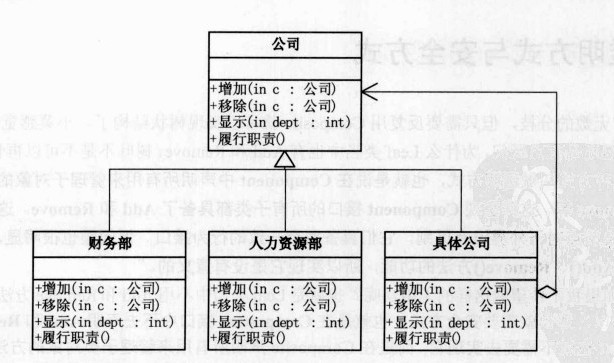 公司
+增加(in c : 公司)
+移除(in c : 公司)
+显示(in dept : int)
+履行职责()
财务部
+增加(in c : 公司)
+移除(in c : 公司)
+显示(in dept : int)
+履行职责()
人力资源部
+增加(in c : 公司)
+移除(in c : 公司)
+显示(in dept : int)
+履行职责()
具体公司
+增加(in c : 公司)
+移除(in c : 公司)
+显示(in dept : int)
+履行职责()